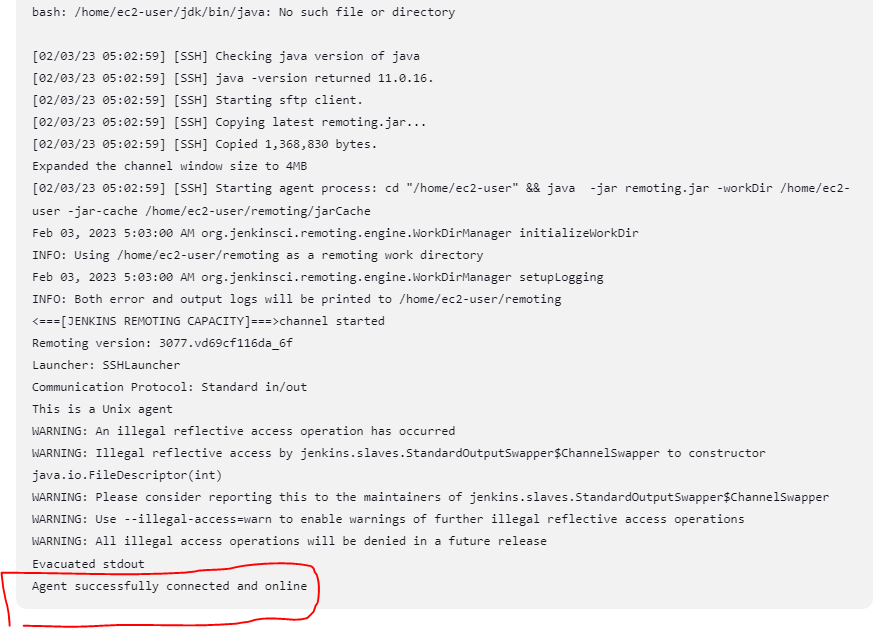 bash: /home/ec2-user/jdk/bin/java: No such file or directory
[02/03/23 05:02:59] [SSH] Checking java version of java
[02/03/23 05:02:59] [SSH] java -version returned 11.0.16.
[02/03/23 05:02:59] [SSH] Starting sftp client.
[02/03/23 05:02:59] [SSH] Copying latest remoting.jar...
[02/03/23 05:02:59] [SSH] Copied 1,368,830 bytes.
Expanded the channel window size to 4MB
[02/03/23 05:02:59] [SSH] Starting agent process: cd "/home/ec2-user" && java  -jar remoting.jar -workDir /home/ec2-
user -jar-cache /home/ec2-user/remoting/jarCache
Feb 03, 2023 5:03:00 AM org.jenkinsci.remoting.engine.WorkDirManager initializeWorkDir
INFO: Using /home/ec2-user/remoting as a remoting work directory
Feb 03, 2023 5:03:00 AM org.jenkinsci.remoting.engine.WorkDirManager setupLogging
INFO: Both error and output logs will be printed to /home/ec2-user/remoting
<===[JENKINS REMOTING CAPACITY]===>channel started
Remoting version: 3077.vd69cf116da_6f
Launcher: SSHLauncher
Communication Protocol: Standard in/out
This is a Unix agent
WARNING: An illegal reflective access operation has occurred
WARNING: Illegal reflective access by jenkins.slaves.StandardOutputSwapper$ChannelSwapper to constructor
java.io.FileDescriptor(int)
WARNING: Please consider reporting this to the maintainers of jenkins.slaves.StandardOutputSwapper$ChannelSwapper
WARNING: Use --illegal-access=warn to enable warnings of further illegal reflective access operations
WARNING: All illegal access operations will be denied in a future release
Evacuated stdout
Agent successfully connected and online